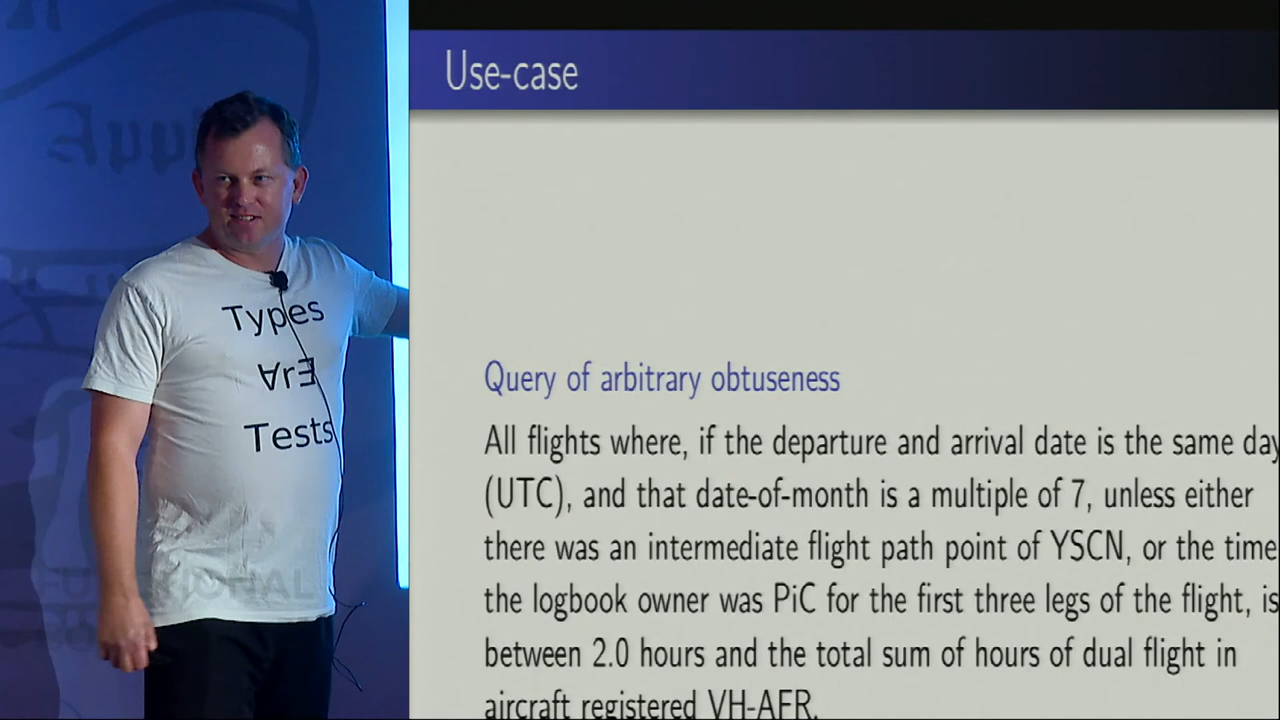 Use-case
Types
∀rƎ
Tests
Query of arbitrary obtuseness
All flights where, if the departure and arrival date is the same day
(UTC), and that date-of-month is a multiple of 7, unless either
there was an intermediate flight path point of YSCN, or the time
the logbook owner was PiC for the first three legs of the flight, is
between 2.0 hours and the total sum of hours of dual flight in
aircraft registered VH-AFR.